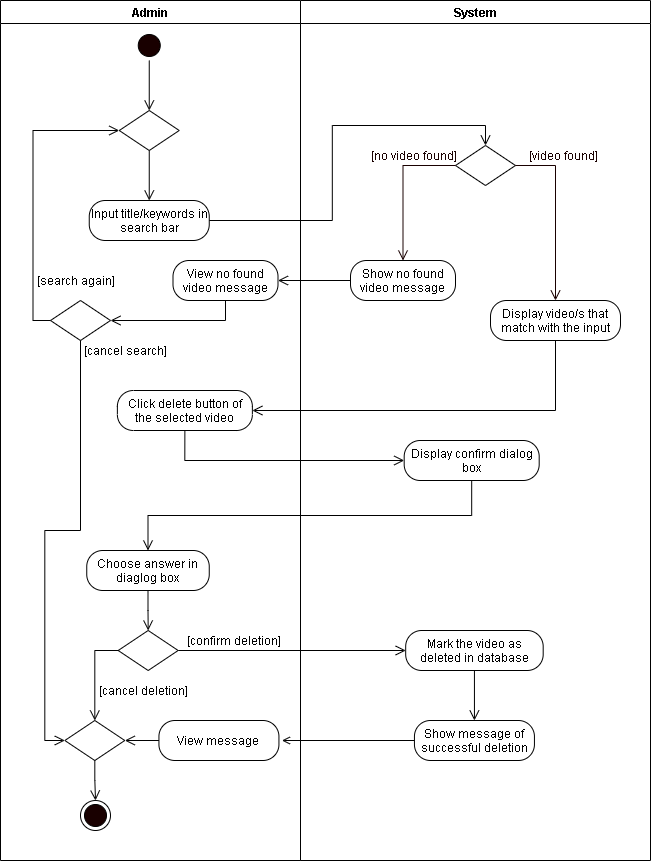 Admin
System
[no video found]
[video found]
Input title/keywords in
search bar
[search again]
View no found
video message
Show no found
video message
Display video/s that
match with the input
[cancel search]
Click delete button of
the selected video
Display confirm dialog
box
Choose answer in
diaglog box
[confirm deletion]
Mark the video as
deleted in database
[cancel deletion]
View message
Show message of
successful deletion